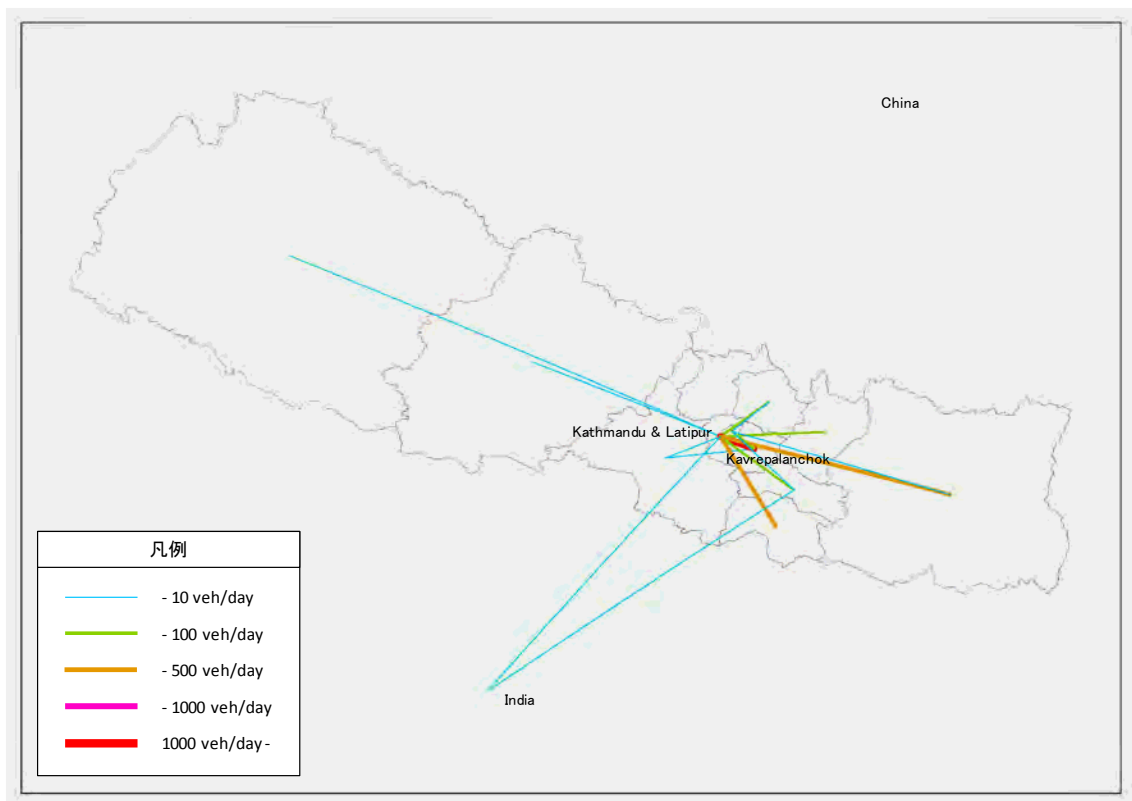 China
Kathmandu & Latipur
Kavrepalanchok
India
凡例
- 10 veh/day
- 100 veh/day
- 500 veh/day
- 1000 veh/day
1000 veh/day -